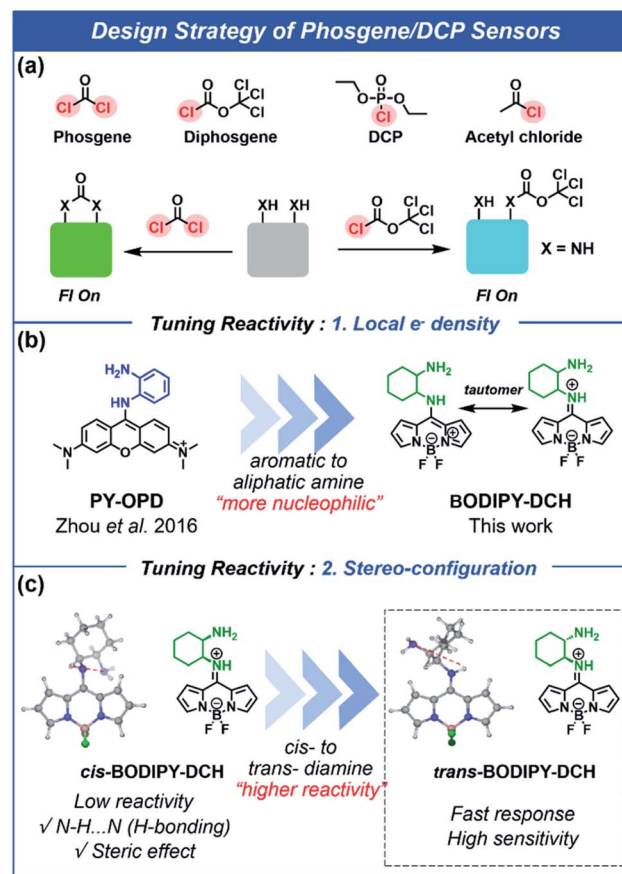 Design Strategy of Phosgene/DCP Sensors
(a)
O
Cl Cl
Phosgene
O Cl
Cl O Cl
Cl
Diphosgene
O
O P O
Cl
DCP
O
Cl
Acetyl chloride
O
X X
Fl On
O
Cl Cl
XH XH
O Cl
Cl O Cl
Cl
XH X O Cl
O Cl
Cl
X = NH
Fl On
Tuning Reactivity : 1. Local e- density
(b)
H₂N
HN
N O N+
PY-OPD
Zhou et al. 2016
aromatic to
aliphatic amine
“more nucleophilic”
NH₂
NH
N ⊖ N ⊕
B
F F
tautomer
NH₂
⊕
NH
N ⊖ N
B
F F
BODIPY-DCH
This work
Tuning Reactivity : 2. Stereo-configuration
(c)
NH₂
⊕
NH
N ⊖ N
B
F F
cis-BODIPY-DCH
Low reactivity
√ N-H...N (H-bonding)
√ Steric effect
cis- to
trans- diamine
“higher reactivity”
NH₂
⊕
NH
N ⊖ N
B
F F
trans-BODIPY-DCH
Fast response
High sensitivity